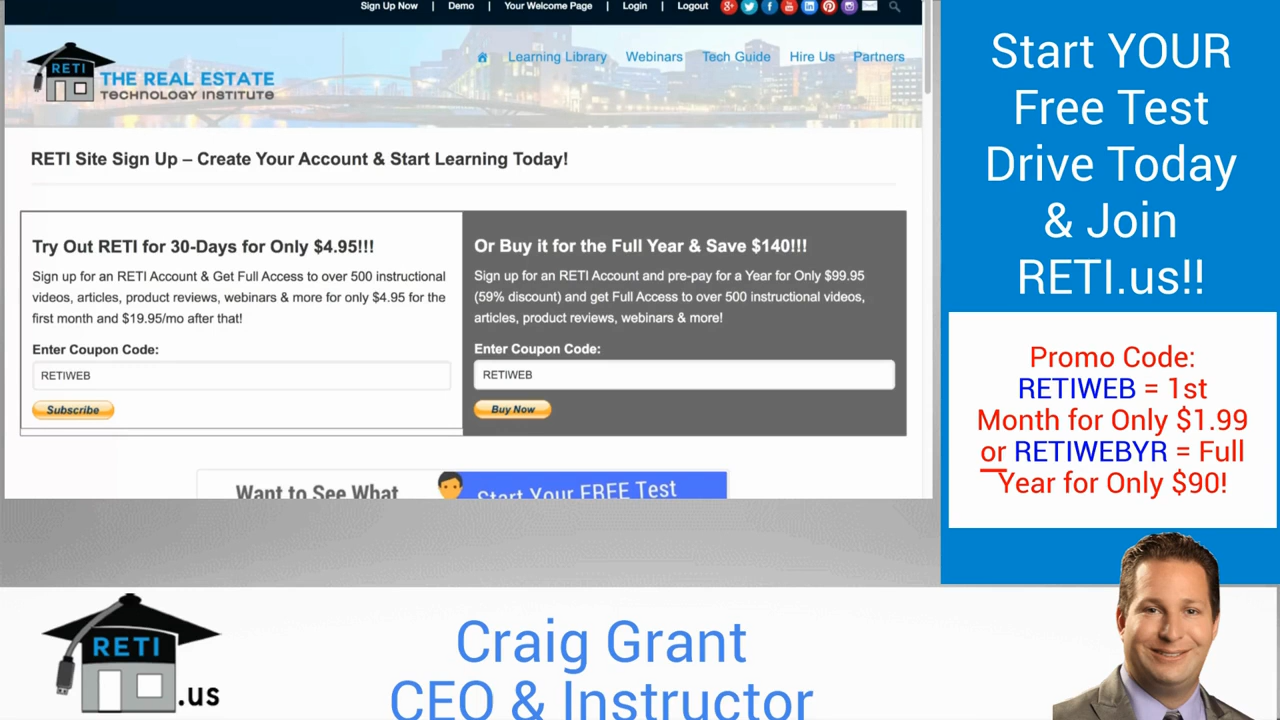 Sign Up Now | Demo | Your Welcome Page | Login | Logout
Learning Library Webinars Tech Guide Hire Us Partners
RETI
THE REAL ESTATE
TECHNOLOGY INSTITUTE
RETI Site Sign Up – Create Your Account & Start Learning Today!
Try Out RETI for 30-Days for Only $4.95!!!
Sign up for an RETI Account & Get Full Access to over 500 instructional
videos, articles, product reviews, webinars & more for only $4.95 for the
first month and $19.95/mo after that!
Enter Coupon Code:
RETIWEB
Subscribe
Or Buy it for the Full Year & Save $140!!!
Sign up for an RETI Account and pre-pay for a Year for Only $99.95
(59% discount) and get Full Access to over 500 instructional videos,
articles, product reviews, webinars & more!
Enter Coupon Code:
RETIWEB
Buy Now
Want to See What
Start Your FREE Test
Start YOUR
Free Test
Drive Today
& Join
RETI.us!!
Promo Code:
RETIWEB = 1st
Month for Only $1.99
or RETIWEBYR = Full
Year for Only $90!
RETI
.us
Craig Grant
CEO & Instructor